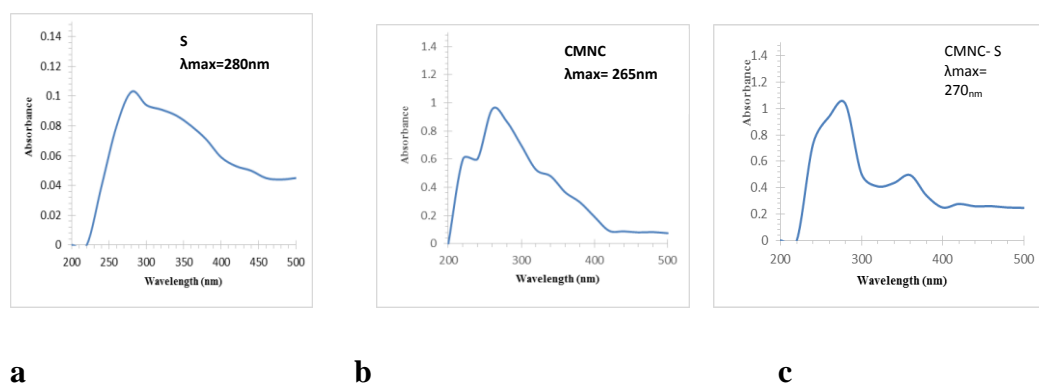 S
λmax=280nm
0.14
0.12
0.1
0.08
0.06
0.04
0.02
0
Absorbance
200 250 300 350 400 450 500
Wavelength (nm)
CMNC
λmax= 265nm
1.4
1.2
1
0.8
0.6
0.4
0.2
0
Absorbance
200 300 400 500
Wavelength (nm)
CMNC- S
λmax=
270nm
1.4
1.2
1
0.8
0.6
0.4
0.2
0
Absorbance
200 300 400 500
Wavelength (nm)
a b c